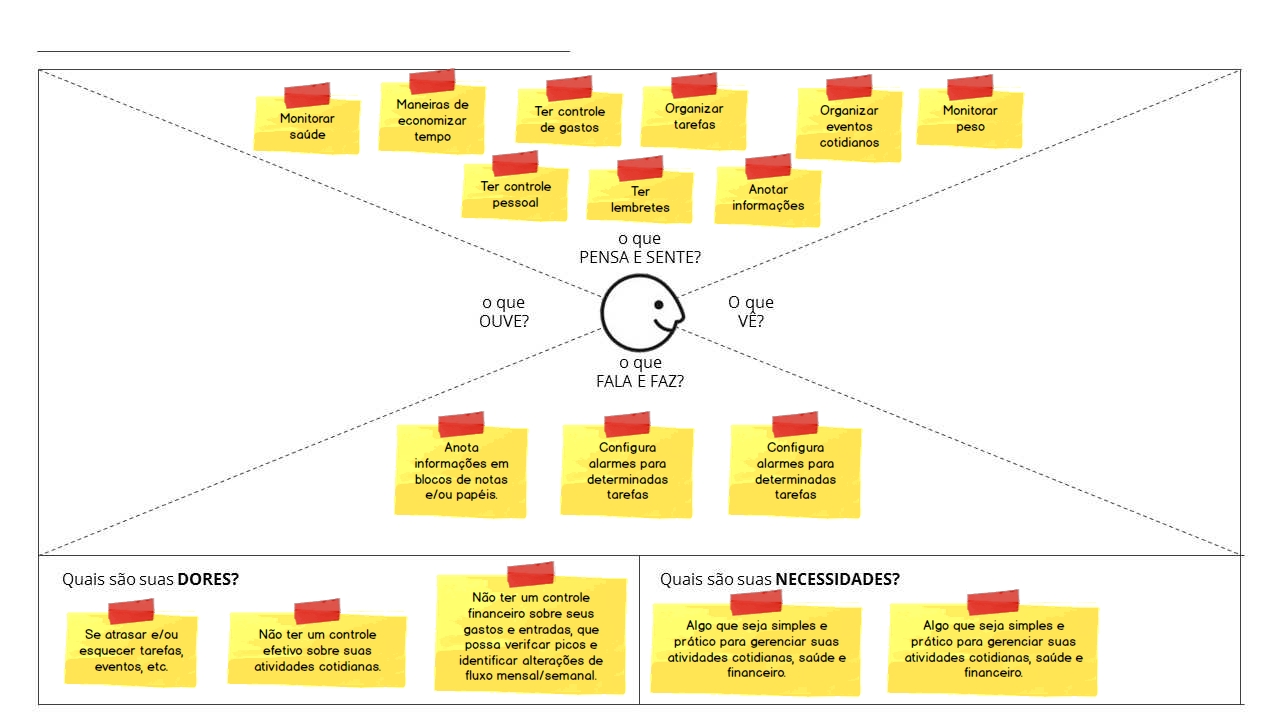 Monitorar
saúde
Maneiras de
economizar
tempo
Ter controle
de gastos
Organizar
tarefas
Organizar
eventos
cotidianos
Monitorar
peso
Ter controle
pessoal
Ter
lembretes
Anotar
informações
o que
PENSA E SENTE?
o que
OUVE?
O que
VÊ?
o que
FALA E FAZ?
Anota
informações em
blocos de notas
e/ou papéis.
Configura
alarmes para
determinadas
tarefas
Configura
alarmes para
determinadas
tarefas
Quais são suas DORES?
Se atrasar e/ou
esquecer tarefas,
eventos, etc.
Não ter um controle
efetivo sobre suas
atividades cotidianas.
Não ter um controle
financeiro sobre seus
gastos e entradas, que
possa verifcar picos e
identificar alterações de
fluxo mensal/semanal.
Quais são suas NECESSIDADES?
Algo que seja simples e
prático para gerenciar suas
atividades cotidianas, saúde e
financeiro.
Algo que seja simples e
prático para gerenciar suas
atividades cotidianas, saúde e
financeiro.